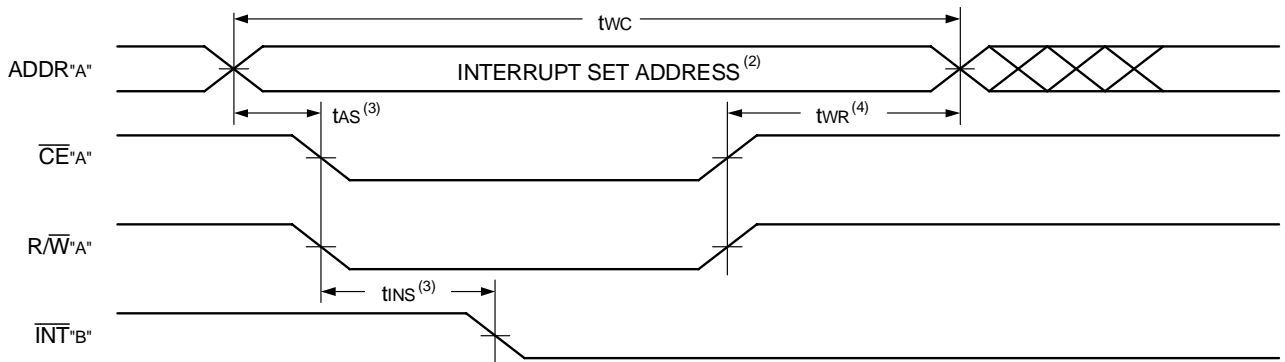 tWC
ADDR"A"
INTERRUPT SET ADDRESS(2)
tAS(3)
tWR(4)
CE"A"
R/W"A"
tINS(3)
INT"B"